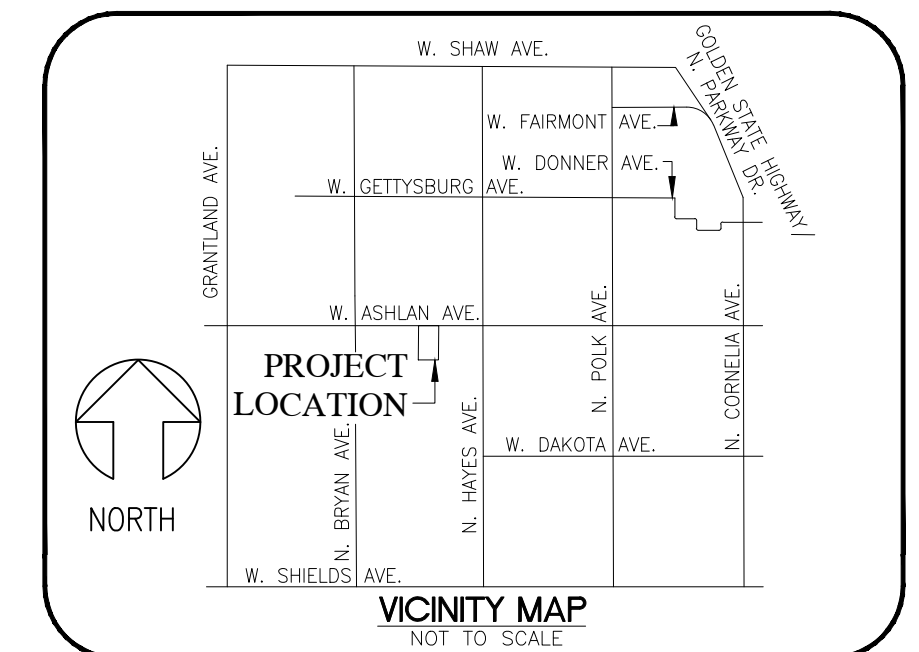 W. SHAW AVE.
GOLDEN STATE HIGHWAY
N. PARKWAY DR.
W. FAIRMONT AVE.
W. DONNER AVE.
W. GETTYSBURG AVE.
GRANTLAND AVE.
W. ASHLAN AVE.
PROJECT
LOCATION
N. POLK AVE.
N. CORNELIA AVE.
N. BRYAN AVE.
N. HAYES AVE.
W. DAKOTA AVE.
NORTH
W. SHIELDS AVE.
VICINITY MAP
NOT TO SCALE